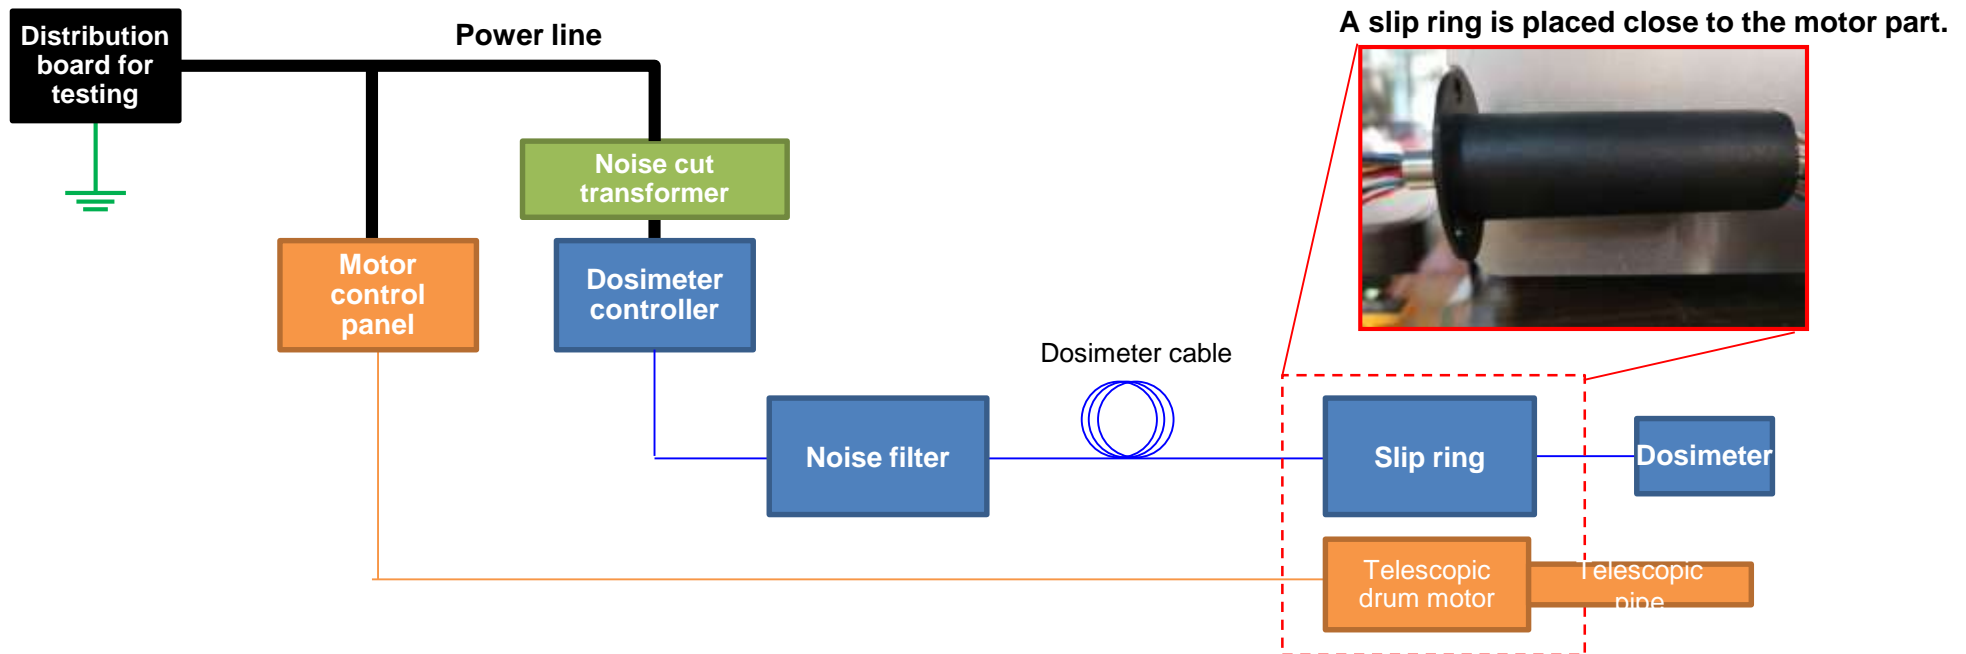 A slip ring is placed close to the motor part.
Distribution
board for
testing
Power line
Noise cut
transformer
Motor
control
panel
Dosimeter
controller
Dosimeter cable
Noise filter
Slip ring
Dosimeter
Telescopic
drum motor
Telescopic
pipe